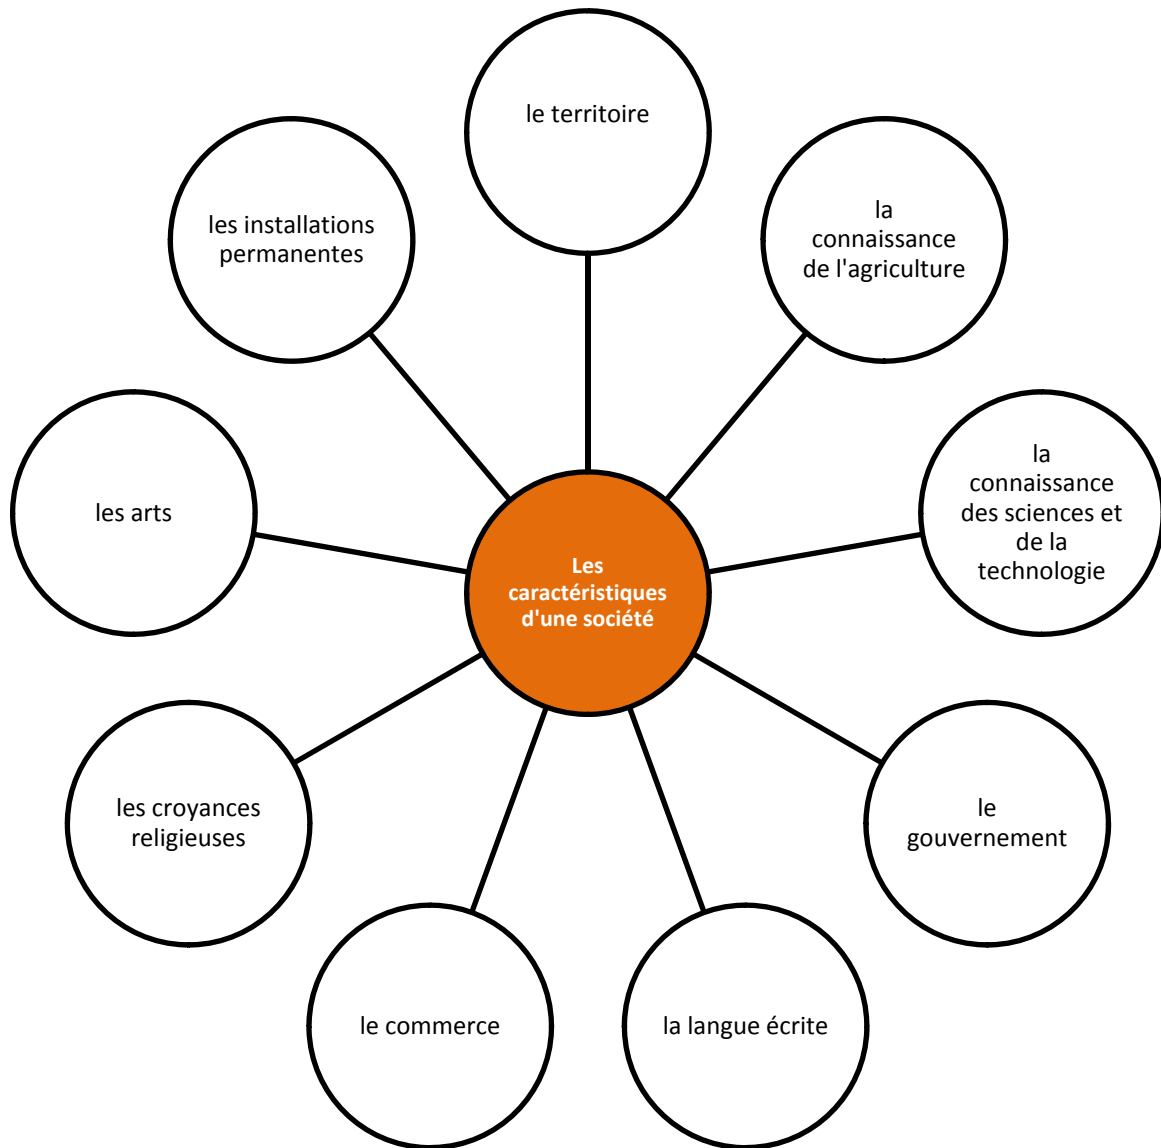 le territoire
la
connaissance
de l'agriculture
la
connaissance
des sciences et
de la
technologie
le
gouvernement
la langue écrite
le commerce
les croyances
religieuses
les arts
les installations
permanentes
Les
caractéristiques
d'une société